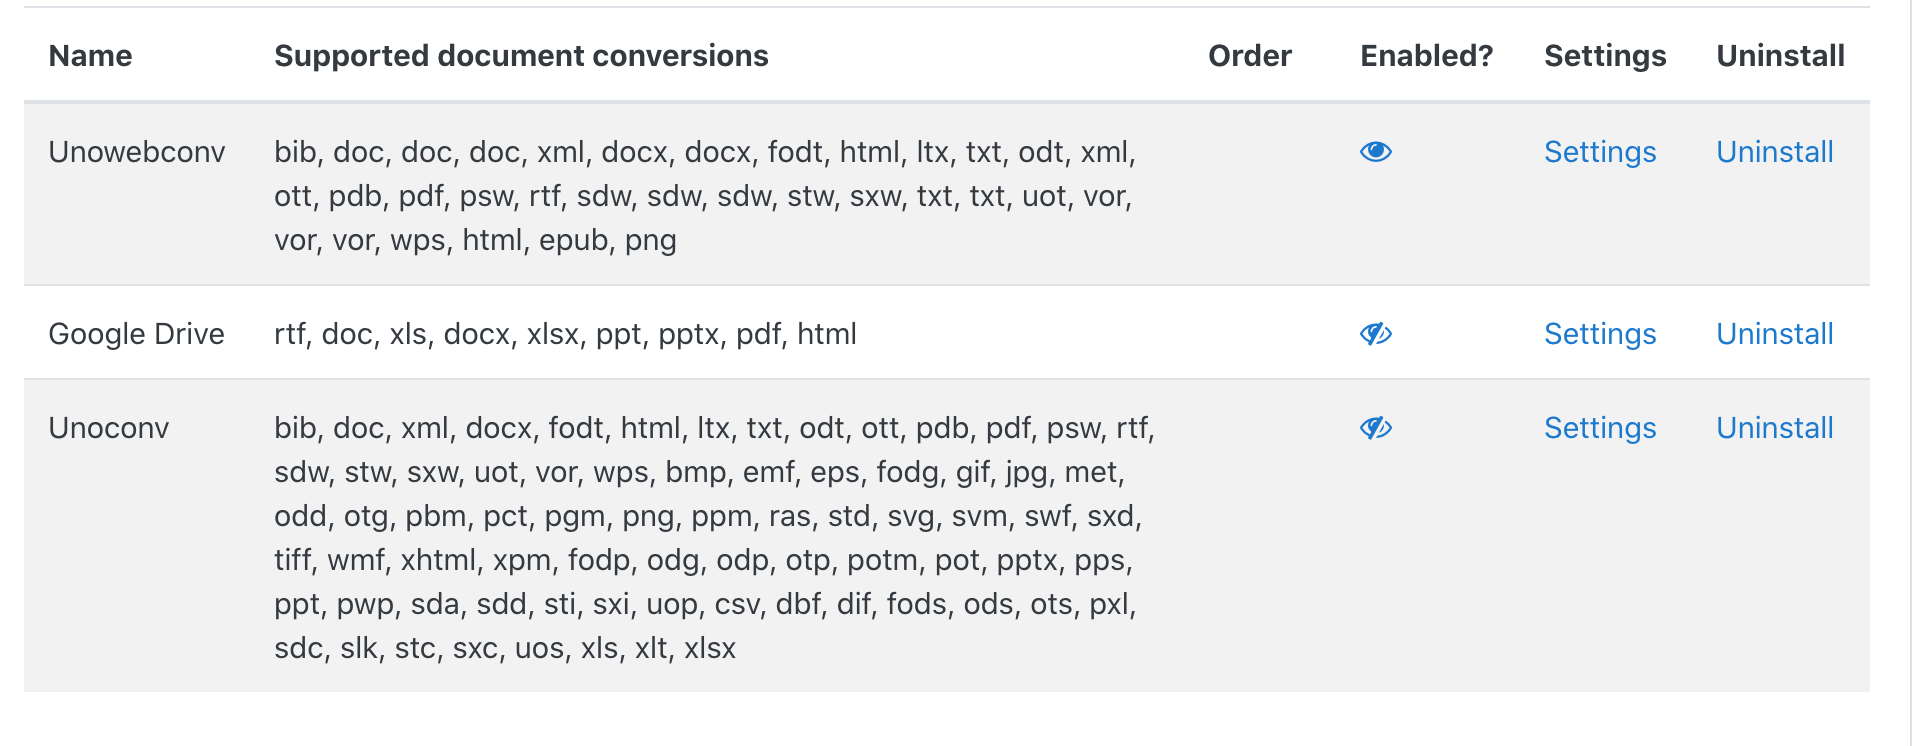 Name Supported document conversions Order Enabled? Settings Uninstall
Unowebconv bib, doc, doc, doc, xml, docx, docx, fodt, html, ltx, txt, odt, xml, Settings Uninstall
ott, pdb, pdf, psw, rtf, sdw, sdw, sdw, stw, sxw, txt, txt, uot, vor,
vor, vor, wps, html, epub, png
Google Drive rtf, doc, xls, docx, xlsx, ppt, pptx, pdf, html Settings Uninstall
Unoconv bib, doc, xml, docx, fodt, html, ltx, txt, odt, ott, pdb, pdf, psw, rtf, Settings Uninstall
sdw, stw, sxw, uot, vor, wps, bmp, emf, eps, fodg, gif, jpg, met,
odd, otg, pbm, pct, pgm, png, ppm, ras, std, svg, svm, swf, sxd,
tiff, wmf, xhtml, xpm, fodp, odg, odp, otp, potm, pot, pptx, pps,
ppt, pwp, sda, sdd, sti, sxi, uop, csv, dbf, dif, fods, ods, ots, pxl,
sdc, slk, stc, sxc, uos, xls, xlt, xlsx